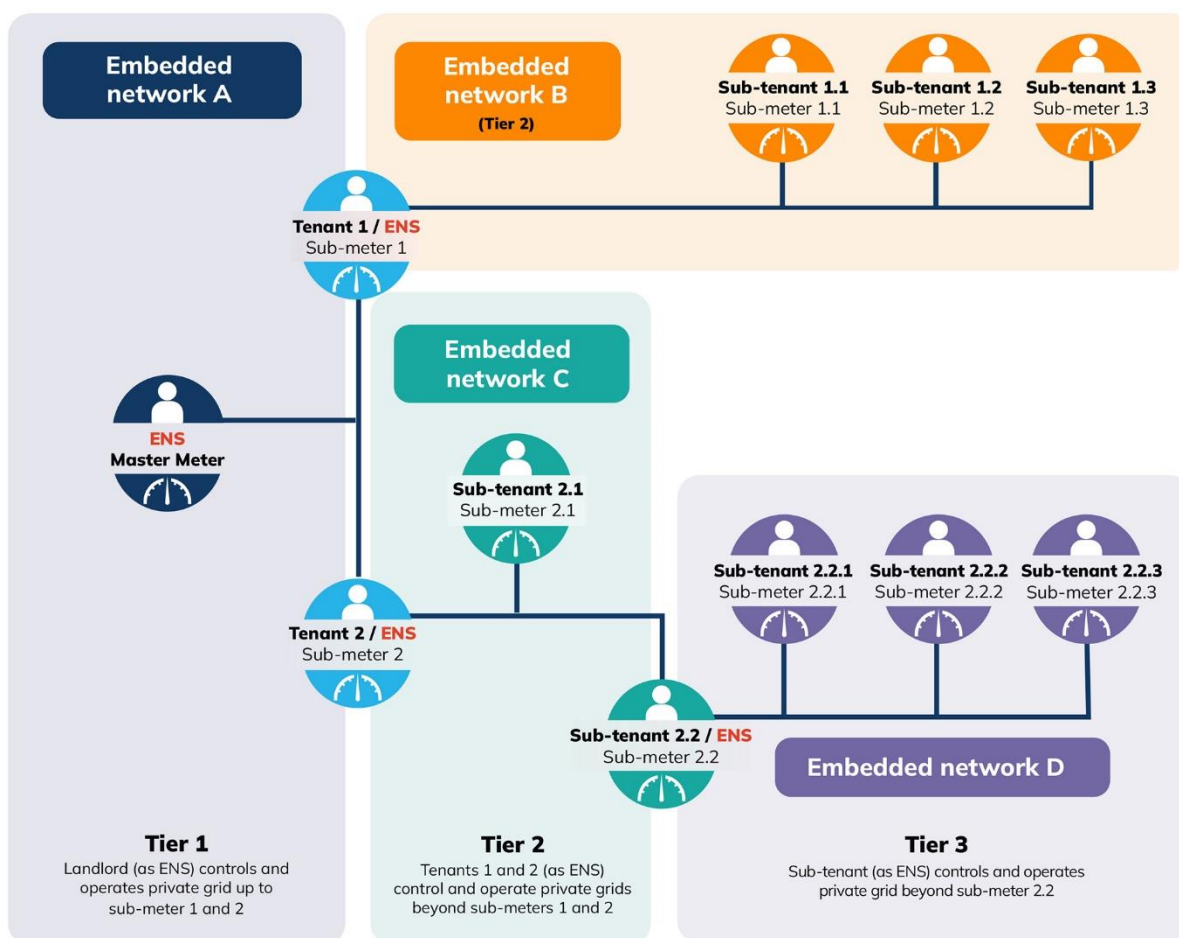 Embedded
network A
Embedded
network B
(Tier 2)
Sub-tenant 1.1
Sub-meter 1.1
Sub-tenant 1.2
Sub-meter 1.2
Sub-tenant 1.3
Sub-meter 1.3
Tenant 1 / ENS
Sub-meter 1
Embedded
network C
ENS
Master Meter
Sub-tenant 2.1
Sub-meter 2.1
Sub-tenant 2.2.1
Sub-meter 2.2.1
Sub-tenant 2.2.2
Sub-meter 2.2.2
Sub-tenant 2.2.3
Sub-meter 2.2.3
Tenant 2 / ENS
Sub-meter 2
Sub-tenant 2.2 / ENS
Sub-meter 2.2
Embedded network D
Tier 1
Landlord (as ENS) controls and
operates private grid up to
sub-meter 1 and 2
Tier 2
Tenants 1 and 2 (as ENS)
control and operate private grids
beyond sub-meters 1 and 2
Tier 3
Sub-tenant (as ENS) controls and operates
private grid beyond sub-meter 2.2